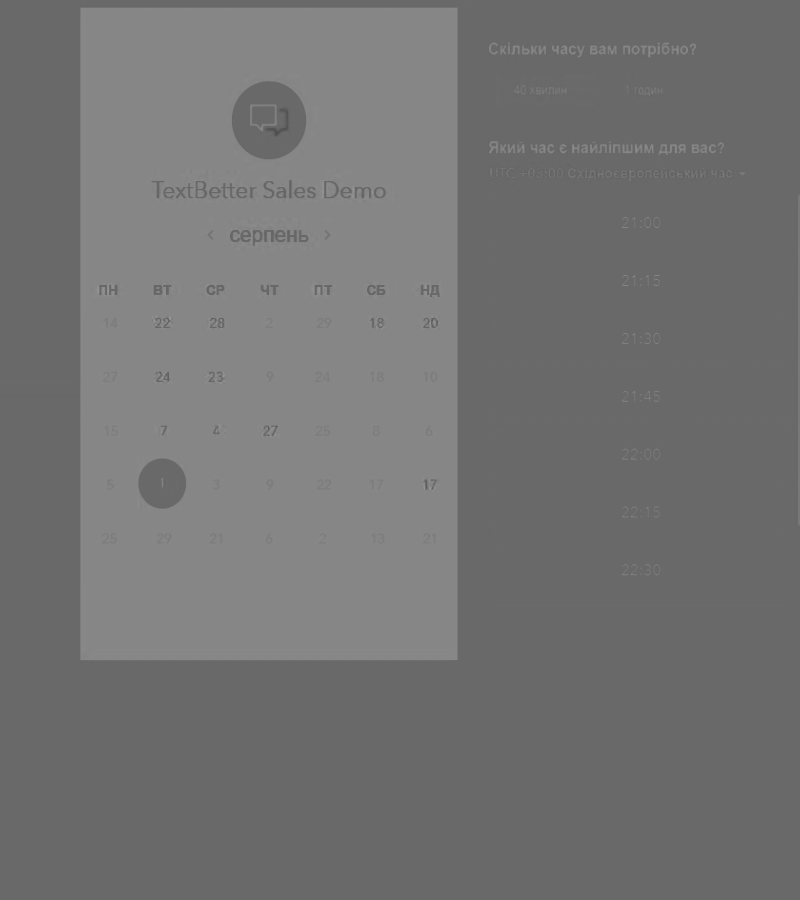 TextBetter Sales Demo
серпень
ПН ВТ СР ЧТ ПТ СБ НД
14 22 28 2 29 18 20
27 24 23 9 24 18 10
15 7 4 27 25 8 6
5 1 3 9 22 17 17
25 29 21 6 2 13 21
Скільки часу вам потрібно?
40 хвилин 1 годин
Який час є найліпшим для вас?
UTC +03:00 Східноєвропейський час
21:00
21:15
21:30
21:45
22:00
22:15
22:30